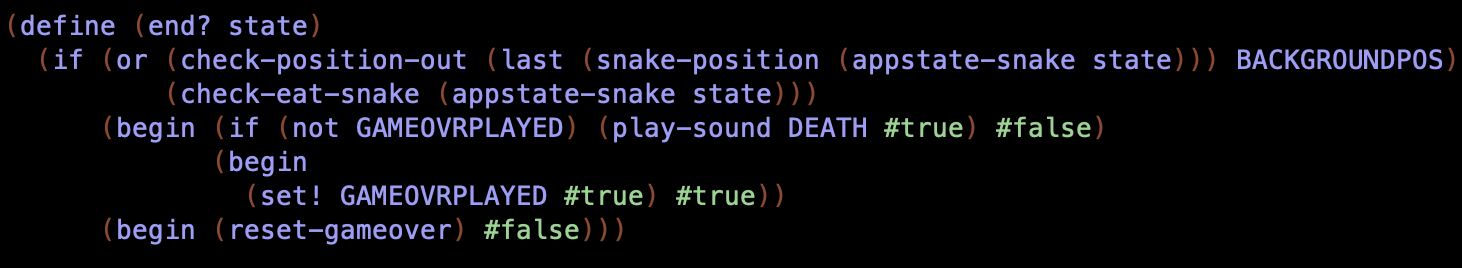 (define (end? state)
  (if (or (check-position-out (last (snake-position (appstate-snake state))) BACKGROUNDPOS)
          (check-eat-snake (appstate-snake state)))
      (begin (if (not GAMEOVRPLAYED) (play-sound DEATH #true) #false)
             (begin
               (set! GAMEOVRPLAYED #true) #true))
      (begin (reset-gameover) #false)))